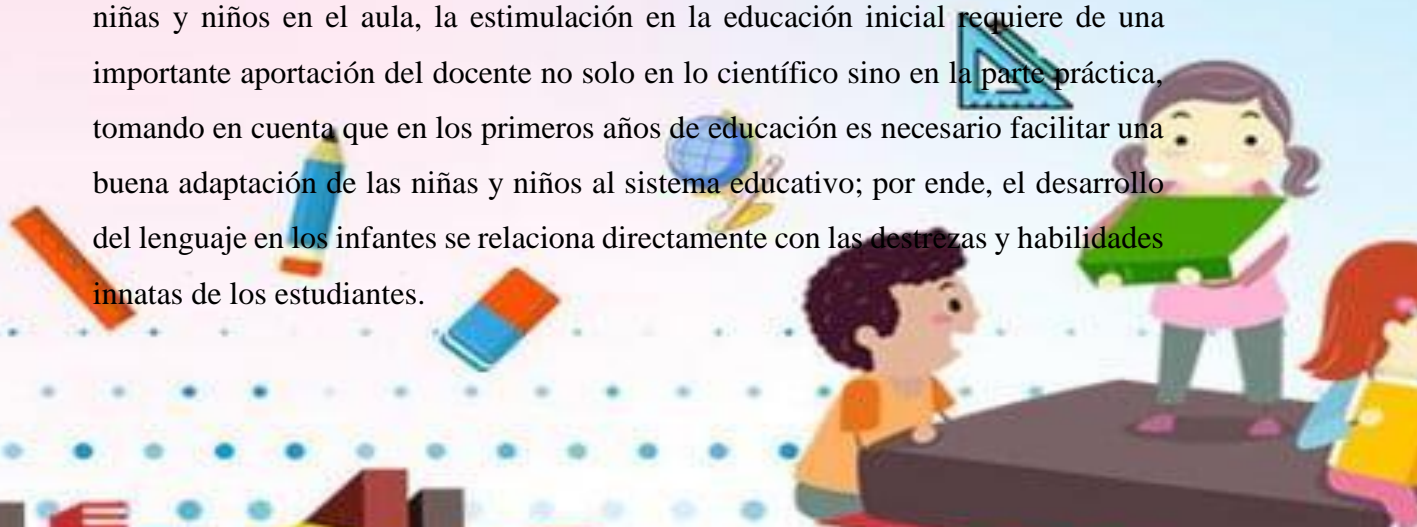 niñas y niños en el aula, la estimulación en la educación inicial requiere de una
importante aportación del docente no solo en lo científico sino en la parte práctica,
tomando en cuenta que en los primeros años de educación es necesario facilitar una
buena adaptación de las niñas y niños al sistema educativo; por ende, el desarrollo
del lenguaje en los infantes se relaciona directamente con las destrezas y habilidades
innatas de los estudiantes.